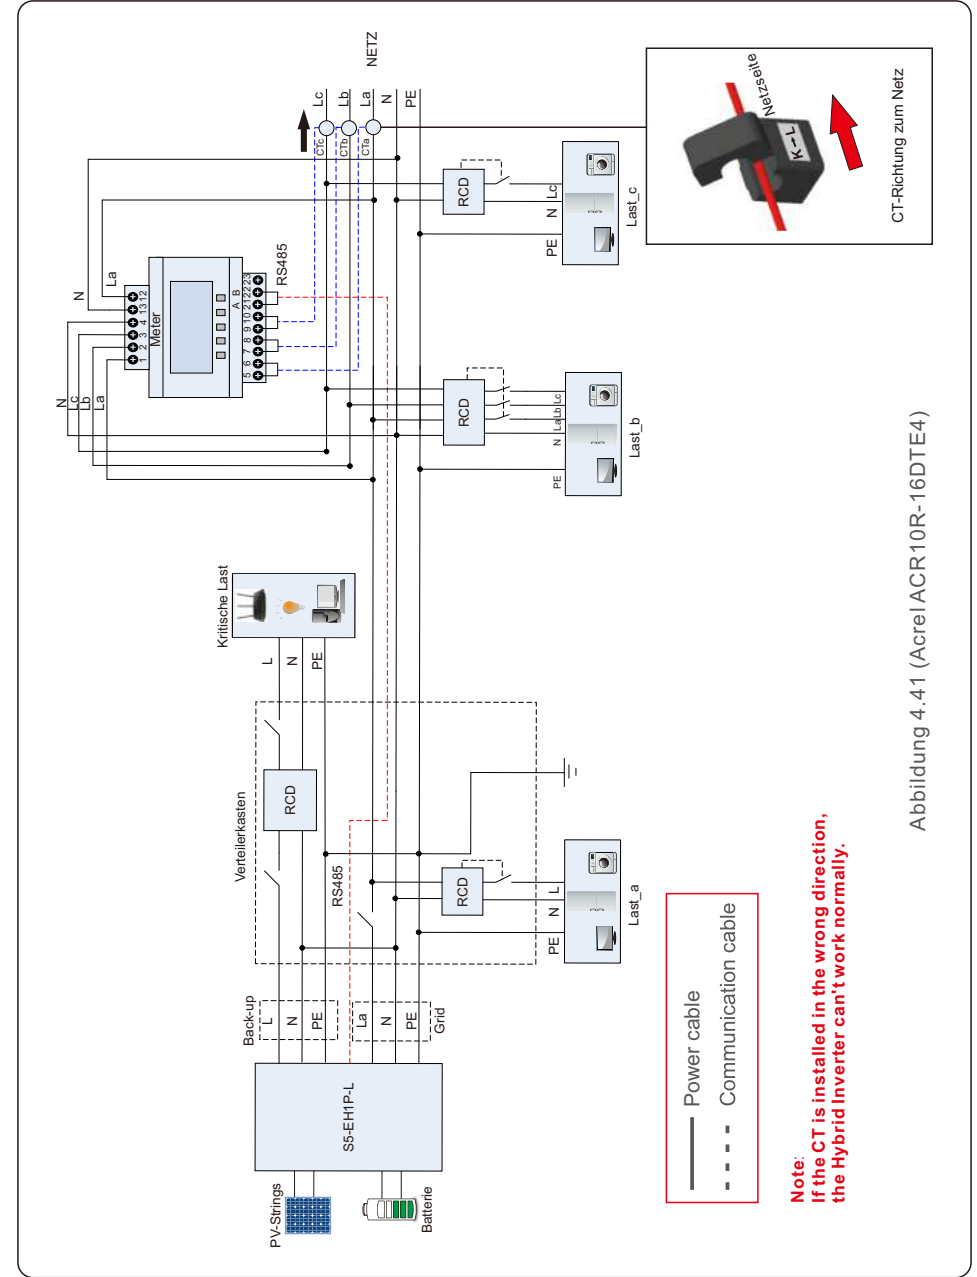 NETZ
Lc
Lb
La
N
PE
CTc
CTb
CTa
Netzseite
K→L
CT-Richtung zum Netz
RCD
Lc
N
PE
Last_c
La
N
12
13
4
3
2
1
Meter
RS485
23
22
21
10
9
8
7
6
5
B
A
N
Lc
Lb
La
RCD
Lc
Lb
La
N
PE
Last_b
Kritische Last
L
N
PE
Verteilerkasten
RCD
RS485
RCD
L
N
PE
Last_a
Back-up
L
N
PE
La
N
PE
Grid
S5-EH1P-L
PV-Strings
Batterie
Power cable
Communication cable
Note:
If the CT is installed in the wrong direction,
the Hybrid Inverter can't work normally.
Abbildung 4.41 (Acrel ACR10R-16DTE4)